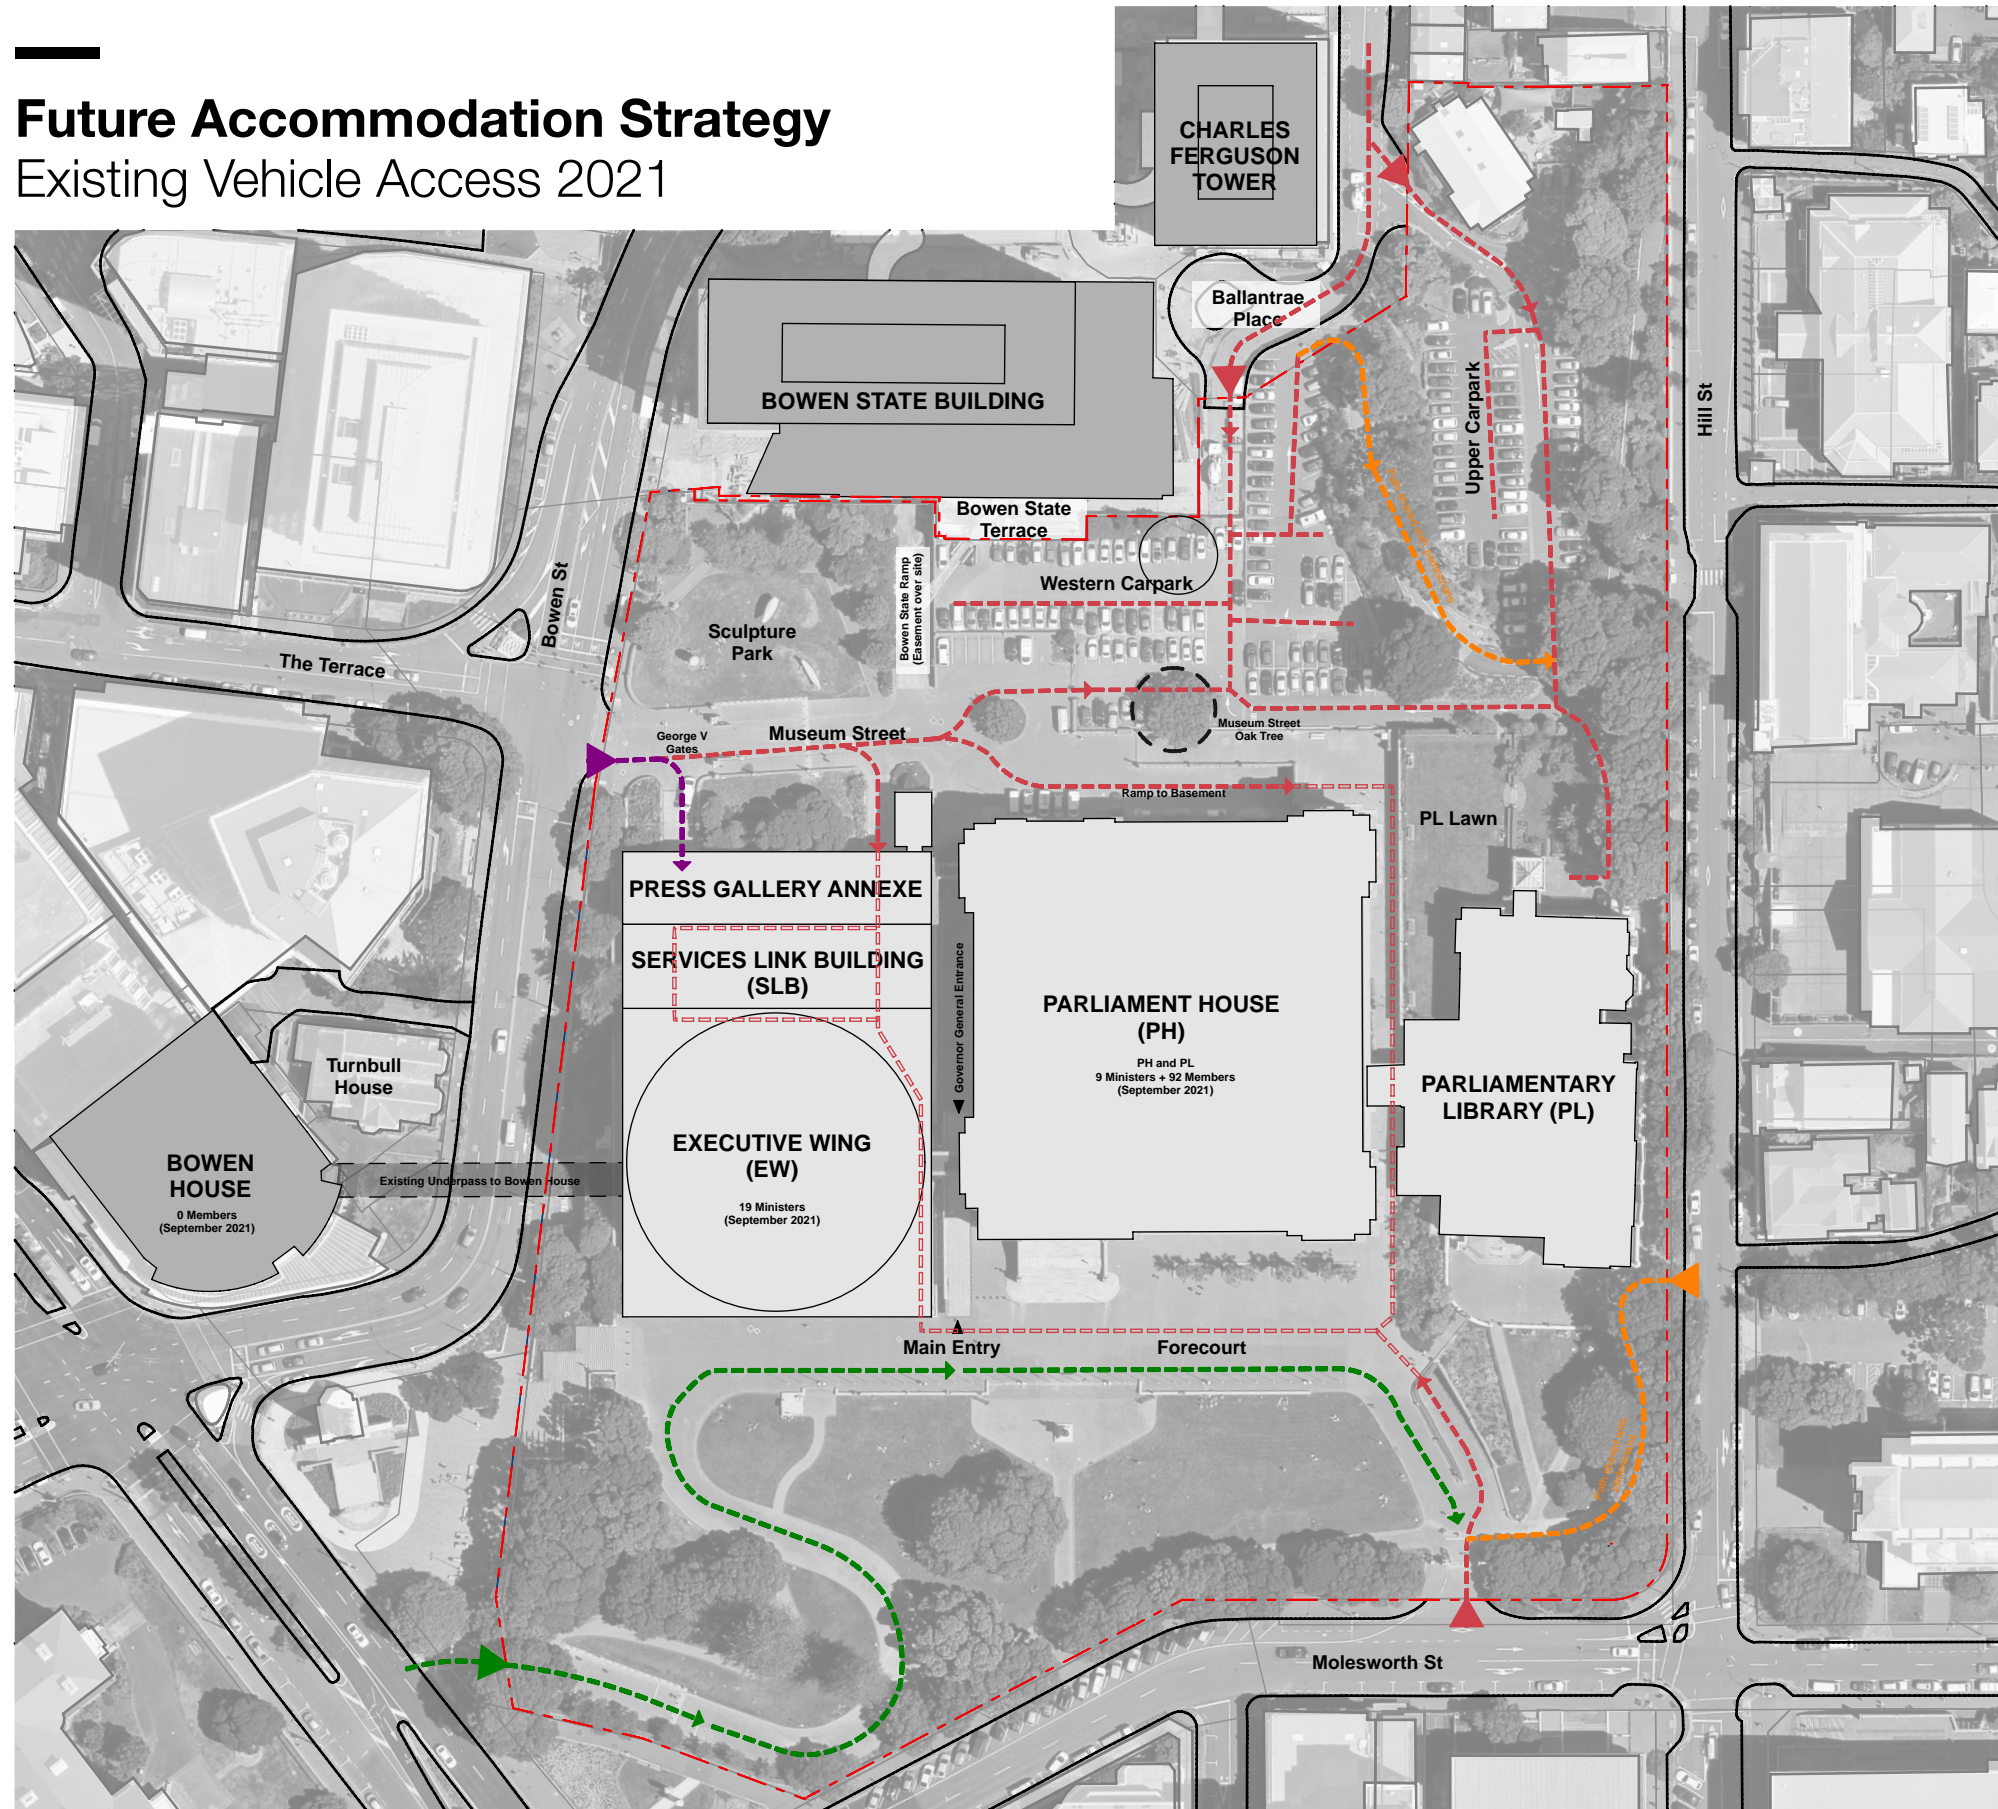 Future Accommodation Strategy
Existing Vehicle Access 2021
CHARLES
FERGUSON
TOWER
Ballantrae
Place
BOWEN STATE BUILDING
Upper Carpark
Hill St
Bowen State
Terrace
Bowen State Ramp
(Easement over site)
Western Carpark
Bowen St
Sculpture
Park
The Terrace
George V
Gates
Museum Street
Museum Street
Oak Tree
Ramp to Basement
PL Lawn
PRESS GALLERY ANNEXE
SERVICES LINK BUILDING
(SLB)
Governor General Entrance
PARLIAMENT HOUSE
(PH)
PH and PL
9 Ministers + 92 Members
(September 2021)
Turnbull
House
PARLIAMENTARY
LIBRARY (PL)
EXECUTIVE WING
(EW)
19 Ministers
(September 2021)
BOWEN
HOUSE
0 Members
(September 2021)
Existing Underpass to Bowen House
Main Entry
Forecourt
Molesworth St